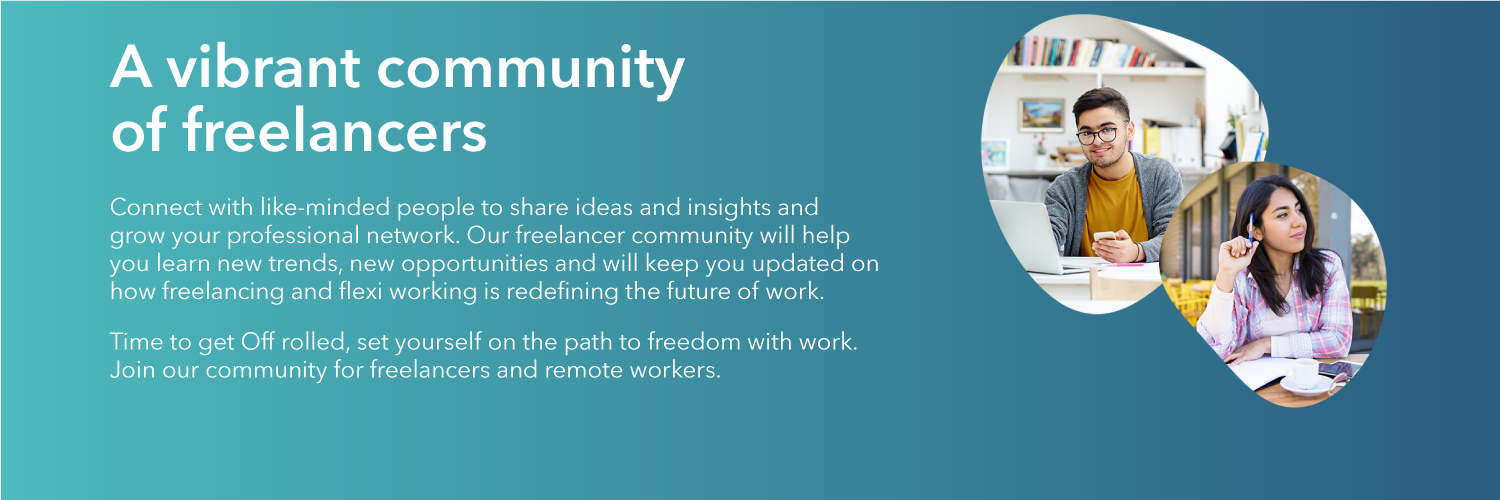 A vibrant community
of freelancers
Connect with like-minded people to share ideas and insights and
grow your professional network. Our freelancer community will help
you learn new trends, new opportunities and will keep you updated on
how freelancing and flexi working is redefining the future of work.
Time to get Off rolled, set yourself on the path to freedom with work.
Join our community for freelancers and remote workers.